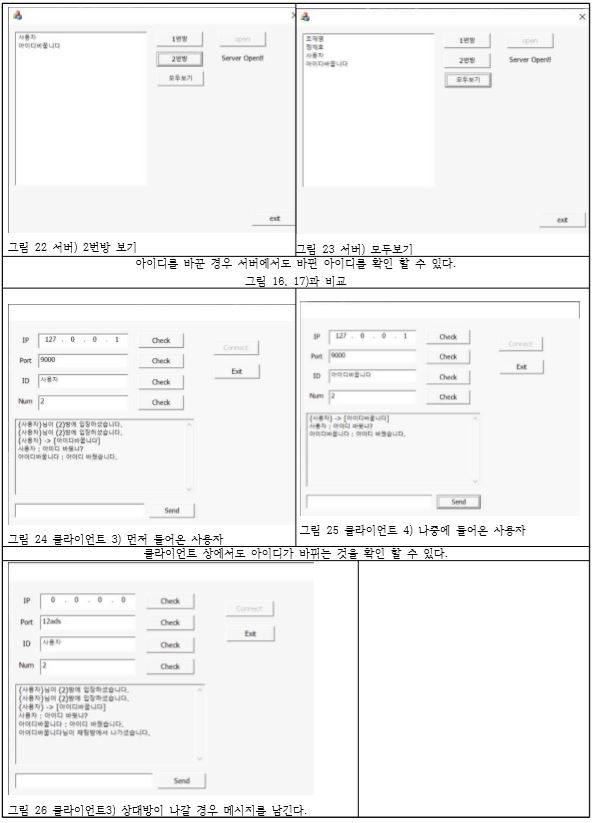 사용자
아이디바꿉니다
1번방
2번방
모두보기
open
Server Open!!
exit
그림 22 서버) 2번방 보기
조재영
정재호
사용자
아이디바꿉니다
1번방
2번방
모두보기
open
Server Open!!
exit
그림 23 서버) 모두보기
아이디를 바꾼 경우 서버에서도 바뀐 아이디를 확인 할 수 있다.
그림 16, 17)과 비교
IP 127 . 0 . 0 . 1 Check
Connect
Port 9000 Check
Exit
ID 사용자 Check
Num 2 Check
{사용자}님이 (2)방에 입장하셨습니다.
{사용자}님이 (2)방에 입장하셨습니다.
{사용자} -> [아이디바꿉니다]
사용자 : 아이디 바꿧냐?
아이디바꿉니다 : 아이디 바꿨습니다.
Send
그림 24 클라이언트 3) 먼저 들어온 사용자
IP 127 . 0 . 0 . 1 Check
Connect
Port 9000 Check
Exit
ID 아이디바꿉니다 Check
Num 2 Check
{사용자} -> [아이디바꿉니다]
사용자 : 아이디 바꿧냐?
아이디바꿉니다 : 아이디 바꿨습니다.
Send
그림 25 클라이언트 4) 나중에 들어온 사용자
클라이언트 상에서도 아이디가 바뀌는 것을 확인 할 수 있다.
IP 0 . 0 . 0 . 0 Check
Connect
Port 12ads Check
Exit
ID 사용자 Check
Num 2 Check
{사용자}님이 (2)방에 입장하셨습니다.
{사용자}님이 (2)방에 입장하셨습니다.
{사용자} -> [아이디바꿉니다]
사용자 : 아이디 바꿧냐?
아이디바꿉니다 : 아이디 바꿨습니다.
아이디바꿉니다님이 채팅방에서 나가셨습니다.
Send
그림 26 클라이언트3) 상대방이 나갈 경우 메시지를 남긴다.